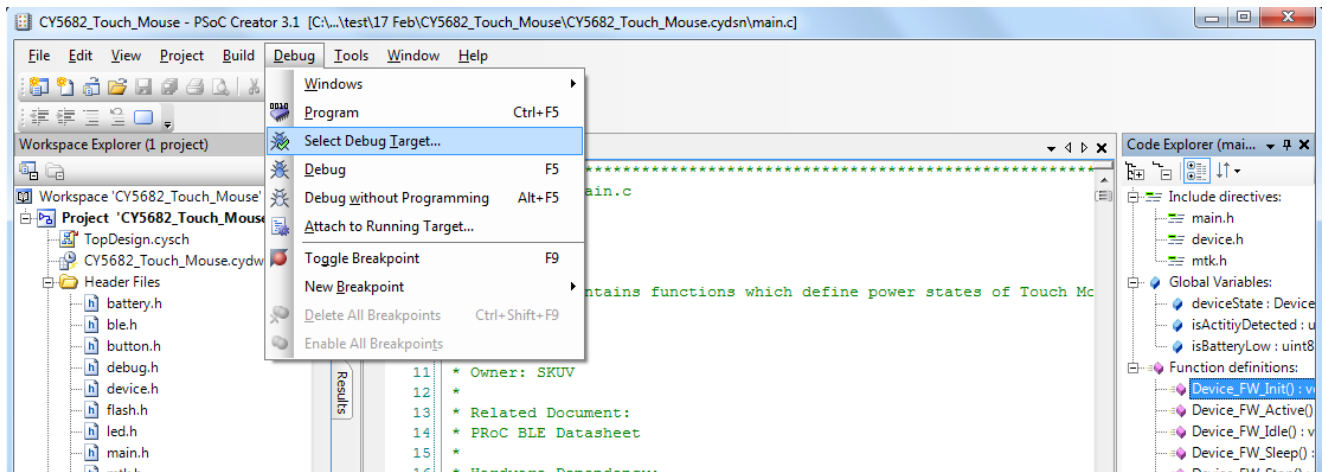 CY5682_Touch_Mouse - PSoC Creator 3.1 [C:\...\test\17 Feb\CY5682_Touch_Mouse\CY5682_Touch_Mouse.cydsn\main.c]
File Edit View Project Build Debug Tools Window Help
Windows
Program Ctrl+F5
Select Debug Target...
Debug F5
Debug without Programming Alt+F5
Attach to Running Target...
Toggle Breakpoint F9
New Breakpoint
Delete All Breakpoints Ctrl+Shift+F9
Enable All Breakpoints
Workspace Explorer (1 project)
Workspace 'CY5682_Touch_Mouse'
Project 'CY5682_Touch_Mouse
TopDesign.cysch
CY5682_Touch_Mouse.cydw
Header Files
battery.h
ble.h
button.h
debug.h
device.h
flash.h
led.h
main.h
Results
*****************************************************
ain.c
ntains functions which define power states of Touch Mo
11 * Owner: SKUV
12 *
13 * Related Document:
14 * PRoC BLE Datasheet
15 *
16 * Hardware Dependency:
Code Explorer (mai...
Include directives:
main.h
device.h
mtk.h
Global Variables:
deviceState : Device
isActitiyDetected : u
isBatteryLow : uint8
Function definitions:
Device_FW_Init() : v
Device_FW_Active()
Device_FW_Idle() : v
Device_FW_Sleep() :